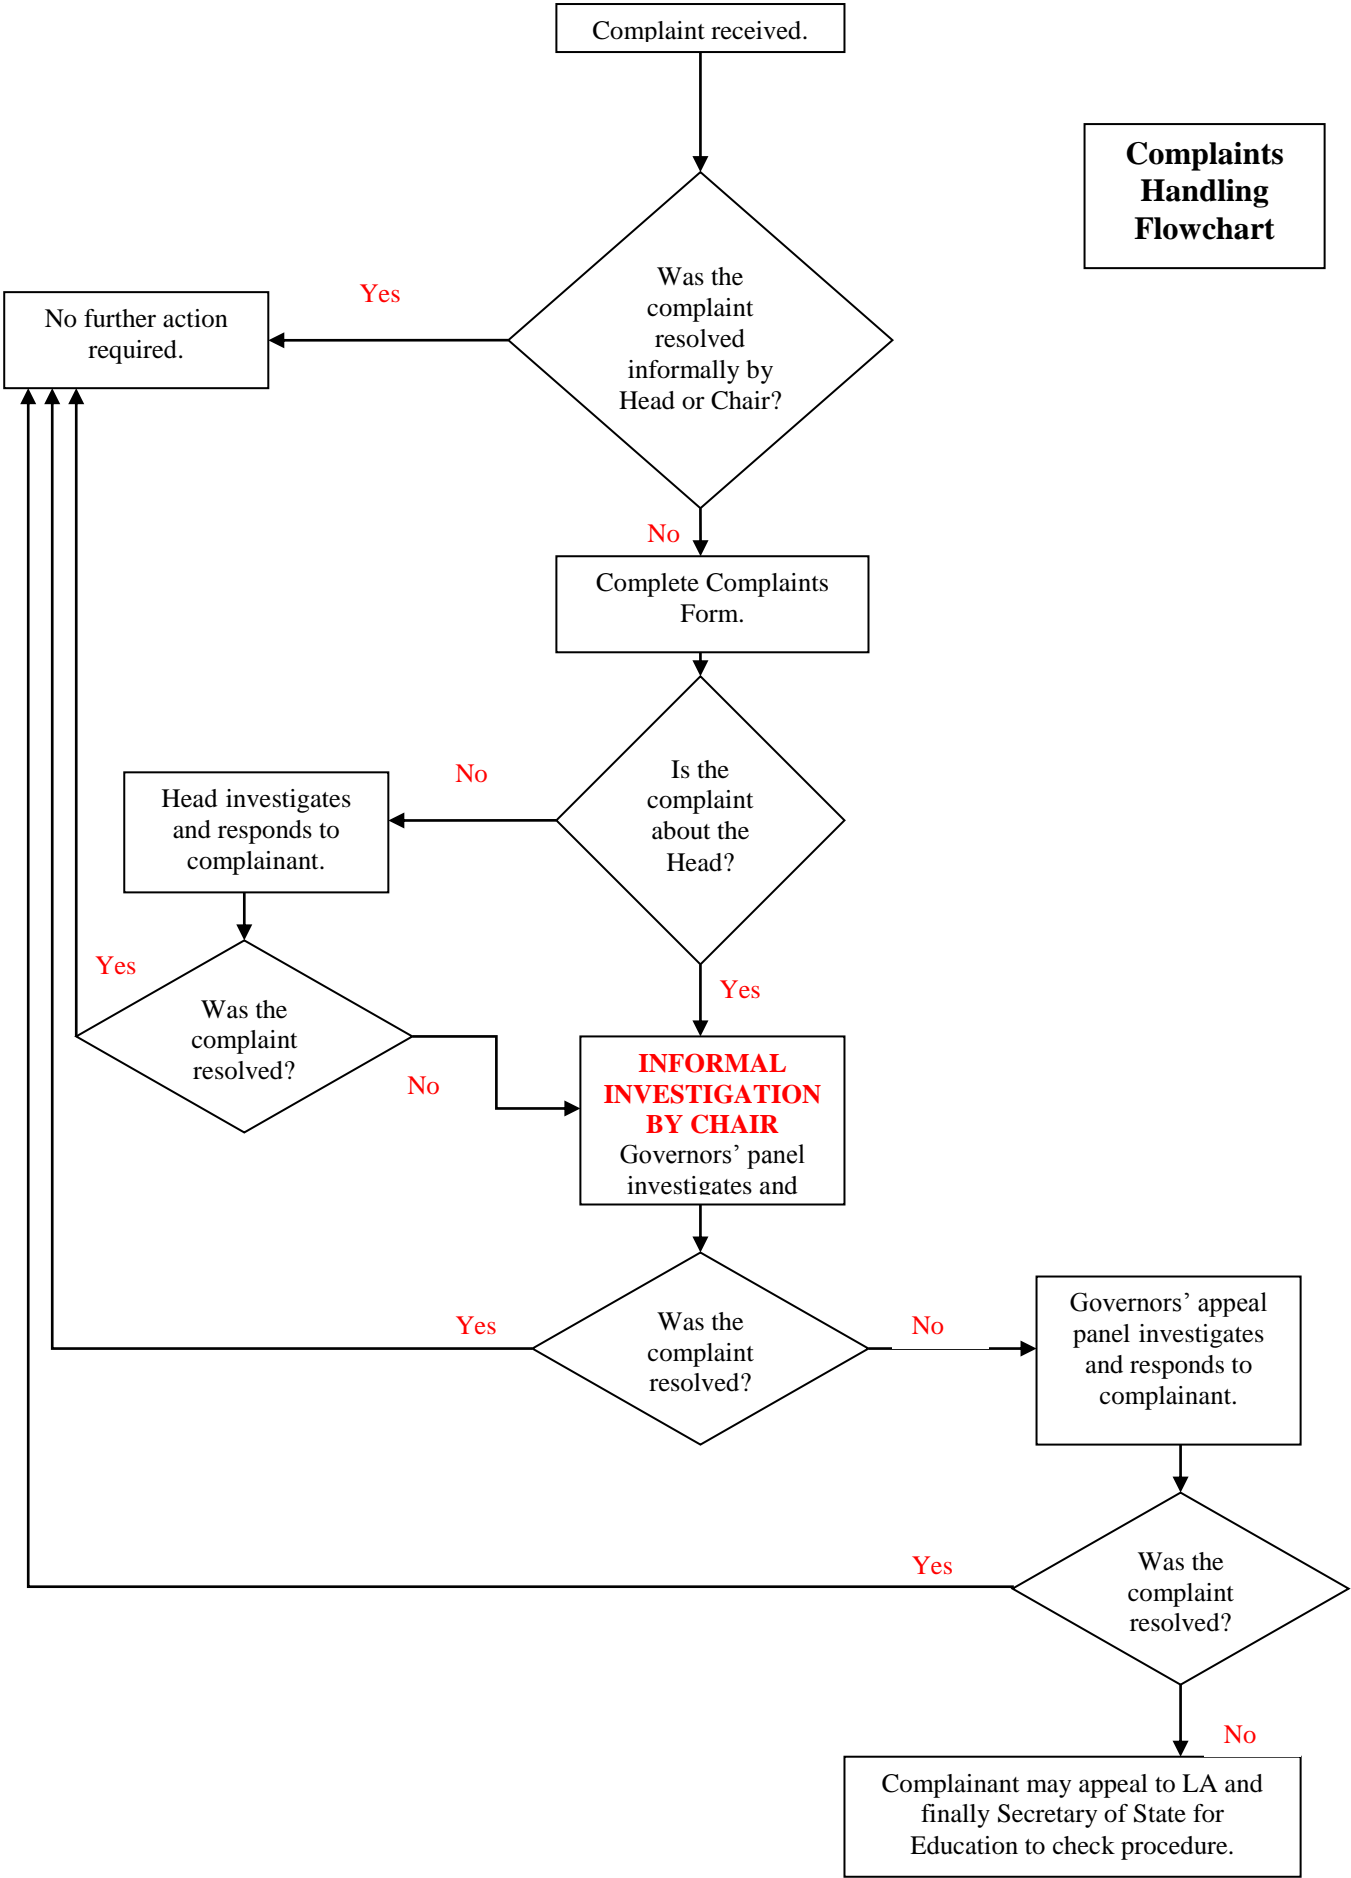 Complaint received.
Complaints
Handling
Flowchart
Was the
complaint
resolved
informally by
Head or Chair?
Yes
No further action
required.
No
Complete Complaints
Form.
Is the
complaint
about the
Head?
No
Head investigates
and responds to
complainant.
Yes
Was the
complaint
resolved?
No
Yes
INFORMAL
INVESTIGATION
BY CHAIR
Governors’ panel
investigates and
Was the
complaint
resolved?
Yes
No
Governors’ appeal
panel investigates
and responds to
complainant.
Was the
complaint
resolved?
Yes
No
Complainant may appeal to LA and
finally Secretary of State for
Education to check procedure.